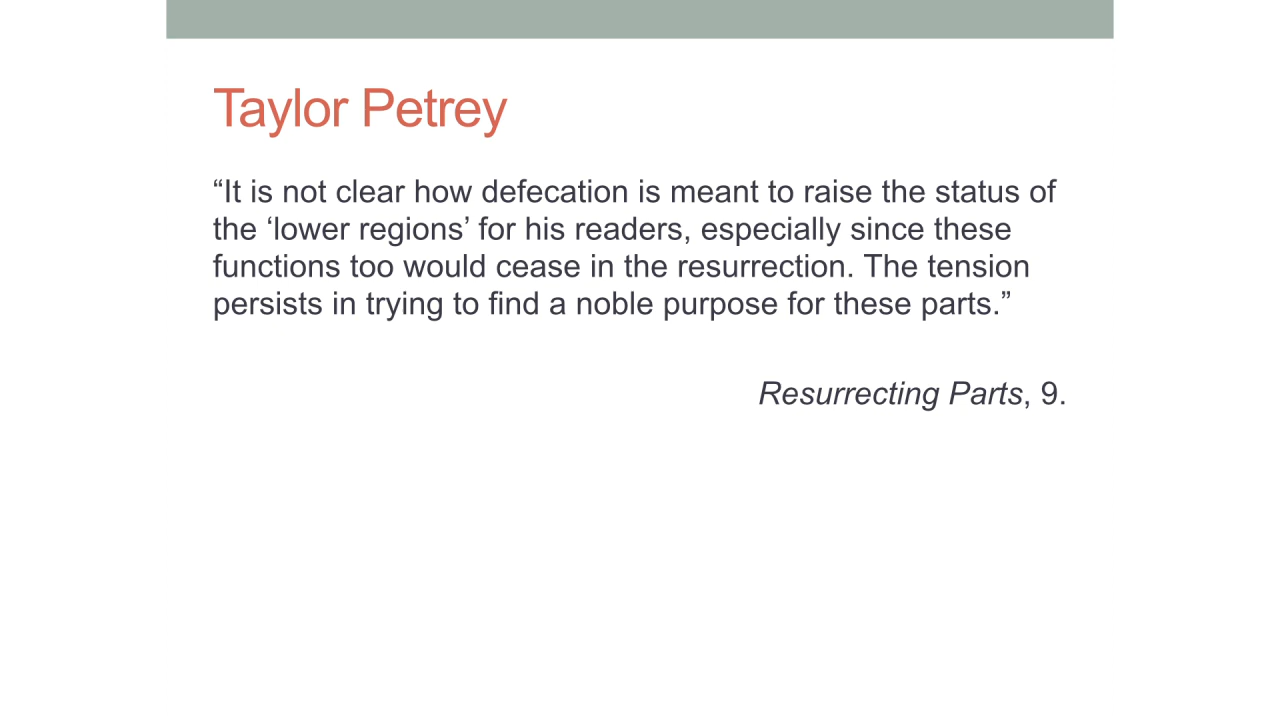 Taylor Petrey
“It is not clear how defecation is meant to raise the status of
the ‘lower regions’ for his readers, especially since these
functions too would cease in the resurrection. The tension
persists in trying to find a noble purpose for these parts.”
Resurrecting Parts, 9.